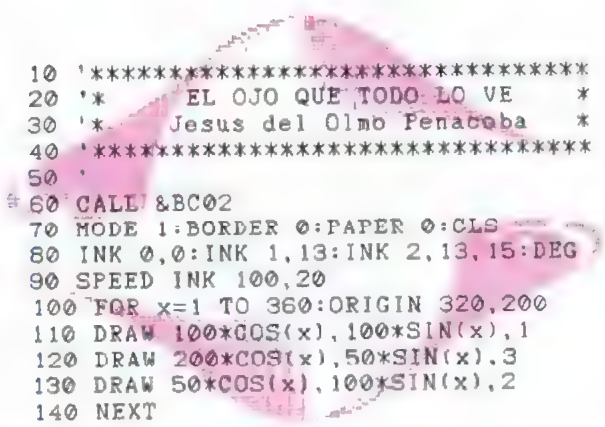 10 '********************************
20 '* EL OJO QUE TODO LO VE *
30 '* Jesus del Olmo Penacoba *
40 '********************************
50 '
60 CALL &BC02
70 MODE 1:BORDER 0:PAPER 0:CLS
80 INK 0,0:INK 1,13:INK 2,13,15:DEG
90 SPEED INK 100,20
100 FOR x=1 TO 360:ORIGIN 320,200
110 DRAW 100*COS(x),100*SIN(x),1
120 DRAW 200*COS(x),50*SIN(x),3
130 DRAW 50*COS(x),100*SIN(x),2
140 NEXT